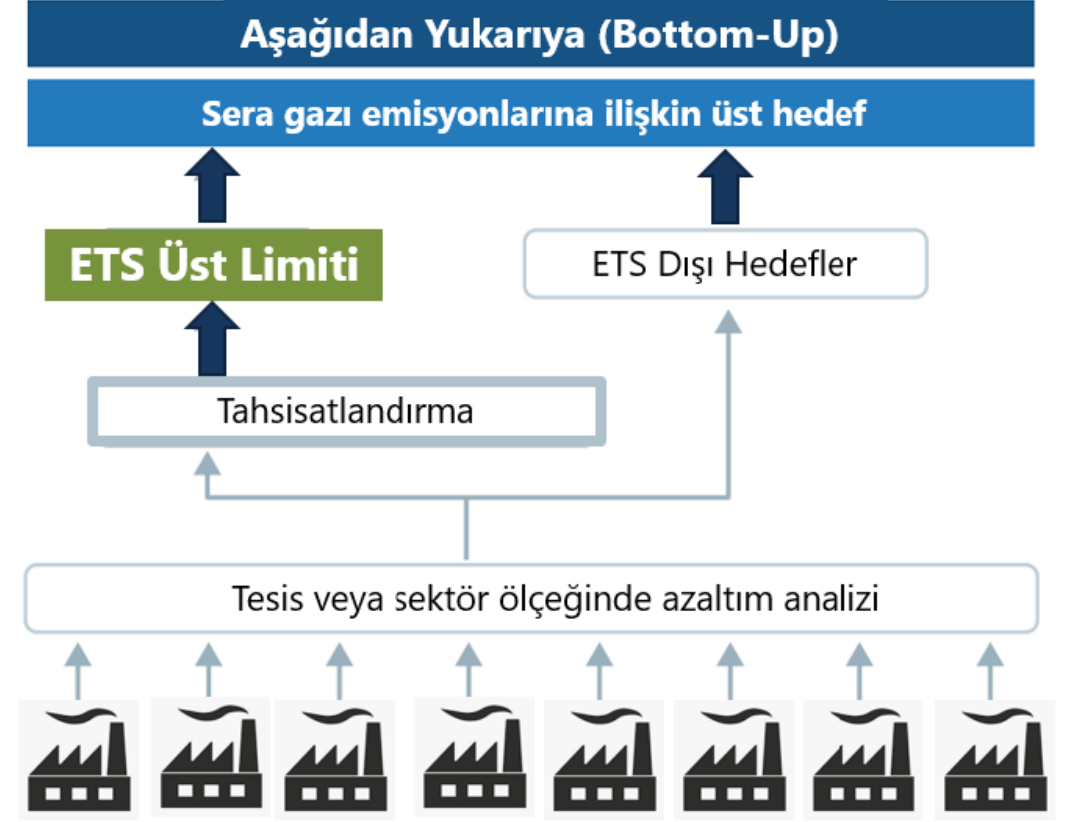 Aşağıdan Yukarıya (Bottom-Up)
Sera gazı emisyonlarına ilişkin üst hedef
ETS Üst Limiti
ETS Dışı Hedefler
Tahsisatlandırma
Tesis veya sektör ölçeğinde azaltım analizi